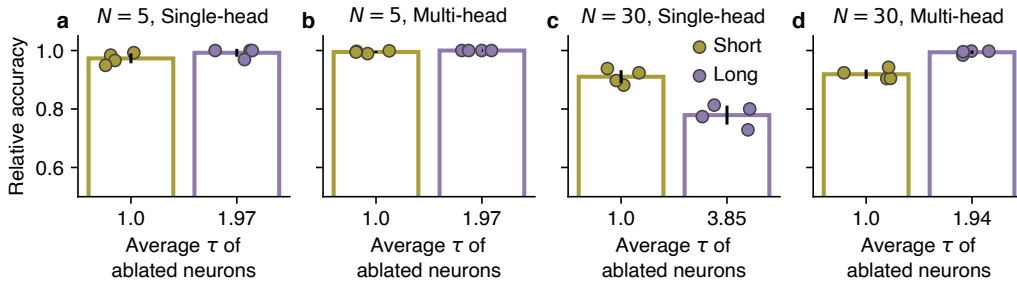 a N = 5, Single-head
b N = 5, Multi-head
c N = 30, Single-head
d N = 30, Multi-head
Relative accuracy
1.0
0.8
0.6
Short
Long
1.0 1.97
Average τ of
ablated neurons
1.0 1.97
Average τ of
ablated neurons
1.0 3.85
Average τ of
ablated neurons
1.0 1.94
Average τ of
ablated neurons